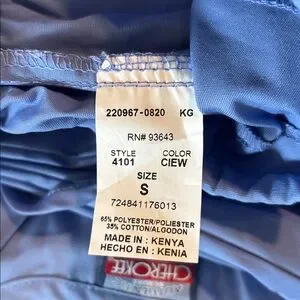 220967-0820 KG
RN# 93643
STYLE COLOR
4101 CIEW
SIZE
S
724841176013
65% POLYESTER/POLIESTER
35% COTTON/ALGODON
MADE IN : KENYA
HECHO EN : KENIA
CHEROKEE